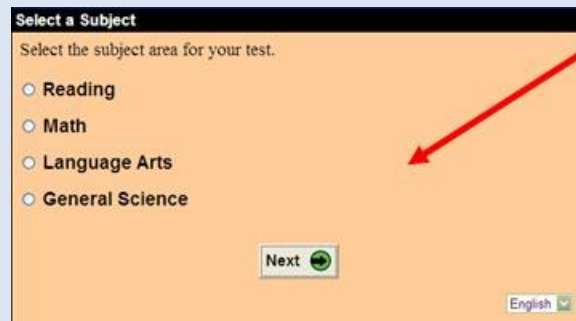 Select a Subject
Select the subject area for your test.
Reading
Math
Language Arts
General Science
Next
English